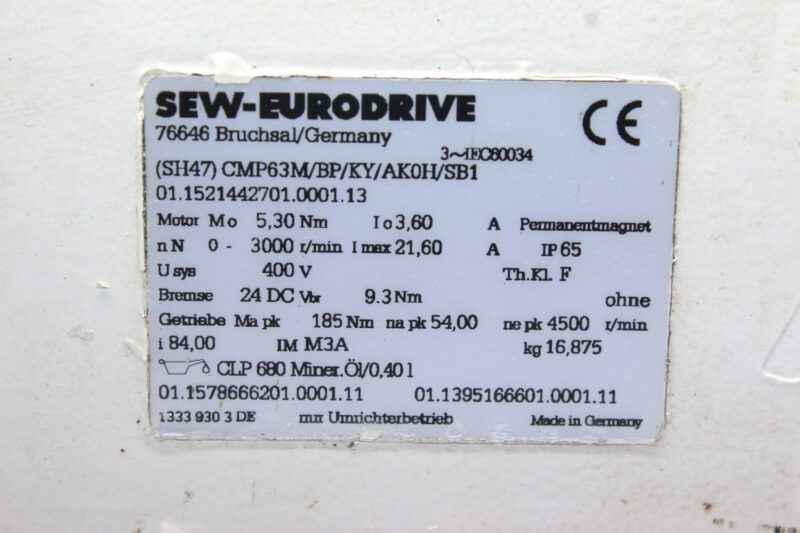 SEW-EURODRIVE
CE
76646 Bruchsal/Germany
3~IEC60034
(SH47) CMP63M/BP/KY/AK0H/SB1
01.1521442701.0001.13
Motor Mo 5,30 Nm Io 3,60 A Permanentmagnet
nN 0 - 3000 r/min Imax 21,60 A IP 65
Usys 400 V Th.Kl. F
Bremse 24 DC Vbr 9.3 Nm ohne
Getriebe Ma pk 185 Nm na pk 54,00 ne pk 4500 r/min
i 84,00 IM M3A kg 16,875
CLP 680 Miner.Öl/0,40 l
01.1578666201.0001.11 01.1395166601.0001.11
1333 930 3 DE nur Umrichterbetrieb Made in Germany